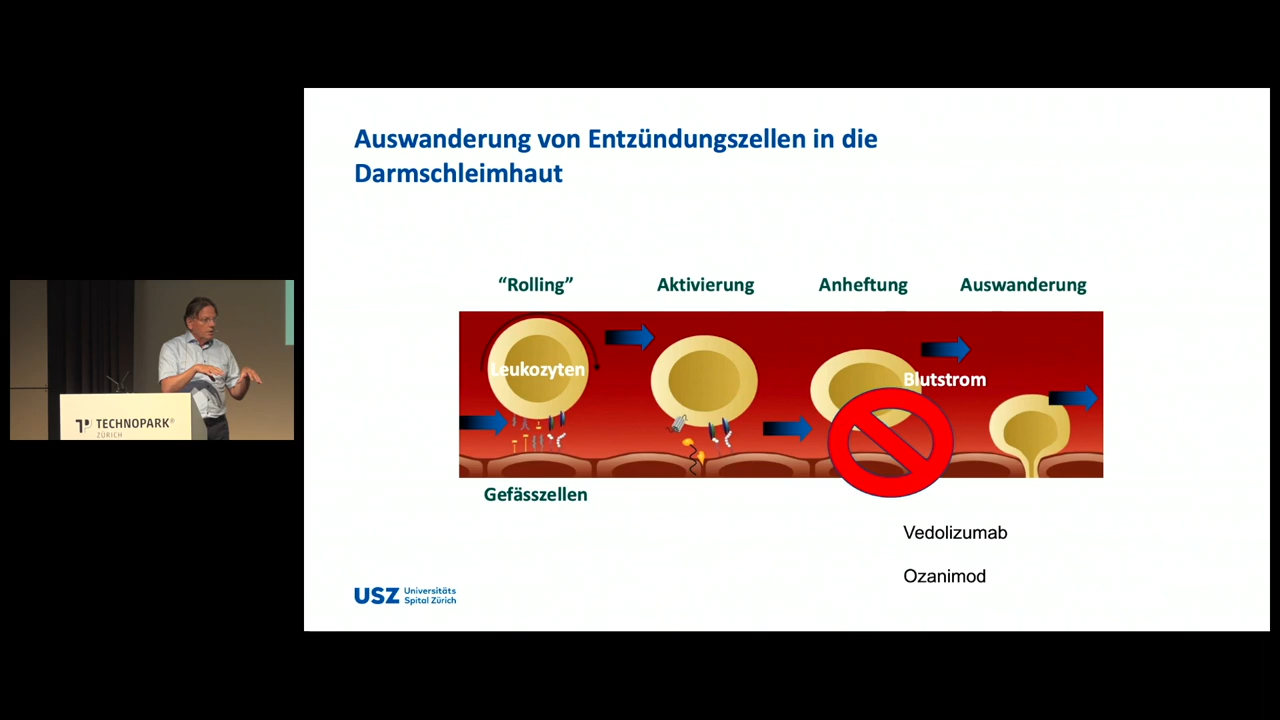 Auswanderung von Entzündungszellen in die
Darmschleimhaut
“Rolling”
Aktivierung
Anheftung
Auswanderung
Leukozyten
Blutstrom
Gefässzellen
Vedolizumab
Ozanimod
USZ Universitäts
Spital Zürich
TECHNOPARK®
ZÜRICH